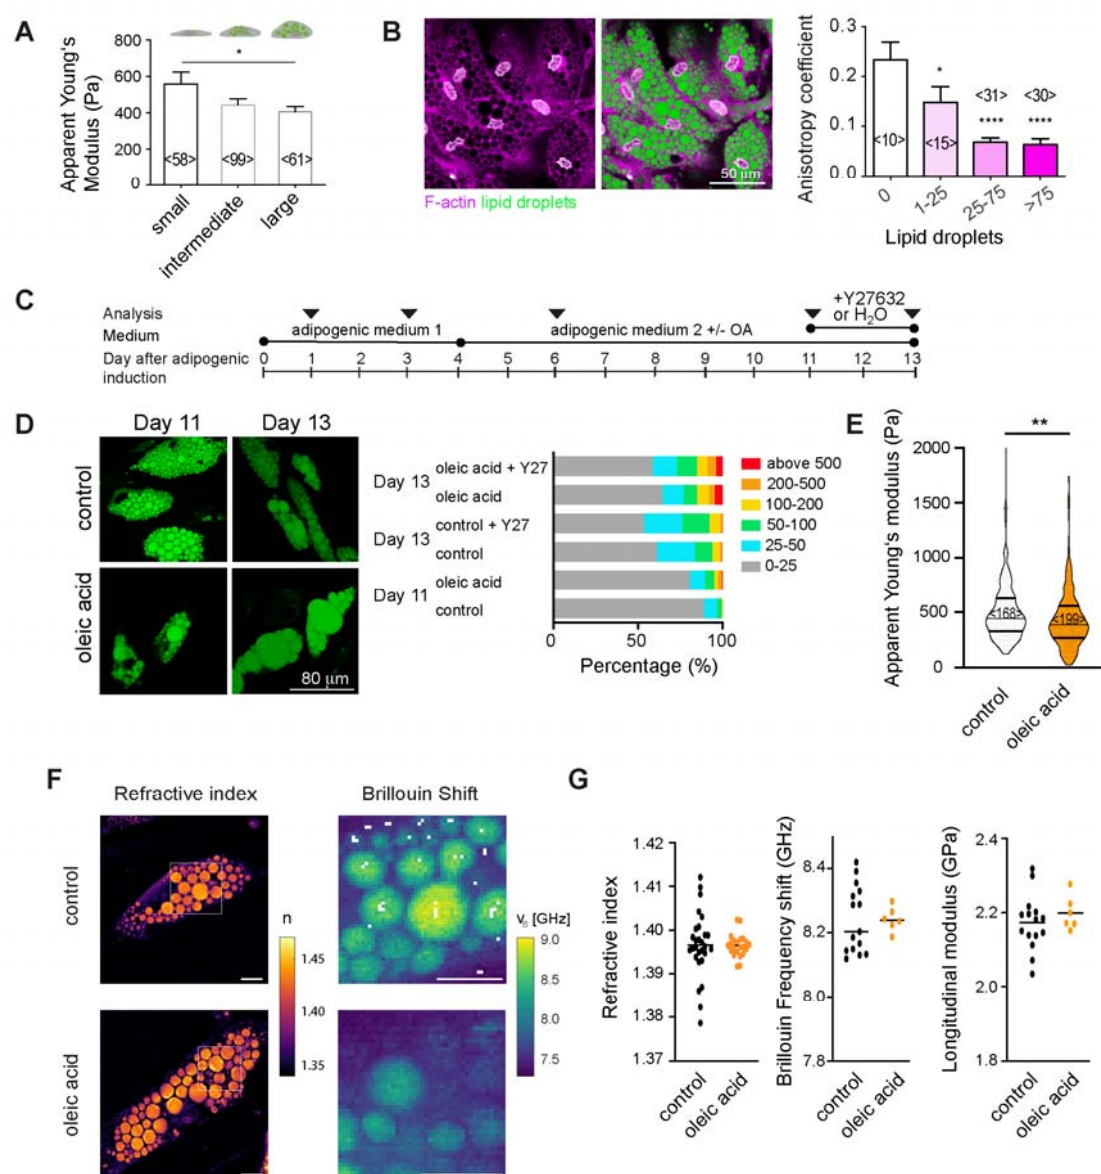 A
Apparent Young's
Modulus (Pa)
800
600
400
200
0
*
<58>
<99>
<61>
small
intermediate
large
B
F-actin lipid droplets
50 μm
Anisotropy coefficient
0.3
0.2
0.1
0.0
<10>
*
<15>
<31>
****
<30>
****
0
1-25
25-75
>75
Lipid droplets
C
Analysis
Medium
Day after adipogenic
induction
adipogenic medium 1
adipogenic medium 2 +/- OA
+Y27632
or H2O
0 1 2 3 4 6 7 8 9 10 11 12 13
D
Day 11
Day 13
control
oleic acid
80 μm
Day 13
oleic acid + Y27
oleic acid
Day 13
control + Y27
control
Day 11
oleic acid
control
0
50
100
Percentage (%)
above 500
200-500
100-200
50-100
25-50
0-25
E
Apparent Young's modulus (Pa)
2000
1500
1000
500
0
**
<168>
<199>
control
oleic acid
F
Refractive index
Brillouin Shift
control
oleic acid
n
1.45
1.40
1.35
νB [GHz]
9.0
8.5
8.0
7.5
G
Refractive index
1.42
1.41
1.40
1.39
1.38
1.37
control
oleic acid
Brillouin Frequency shift (GHz)
8.4
8.2
8.0
7.8
control
oleic acid
Longitudinal modulus (GPa)
2.4
2.2
2.1
1.8
control
oleic acid